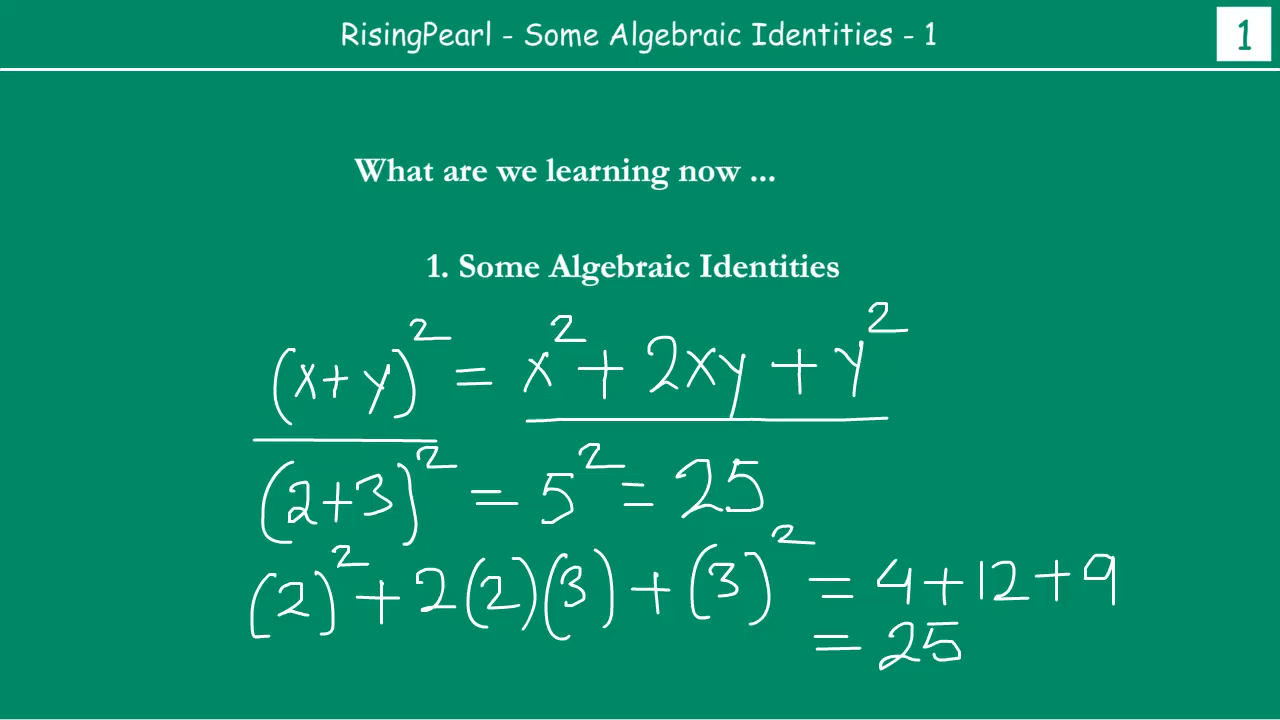 RisingPearl - Some Algebraic Identities - 1
1
What are we learning now ...
1. Some Algebraic Identities
(x+y)² = x² + 2xy + y²
(2+3)² = 5² = 25
(2)² + 2(2)(3) + (3)² = 4+12+9
= 25